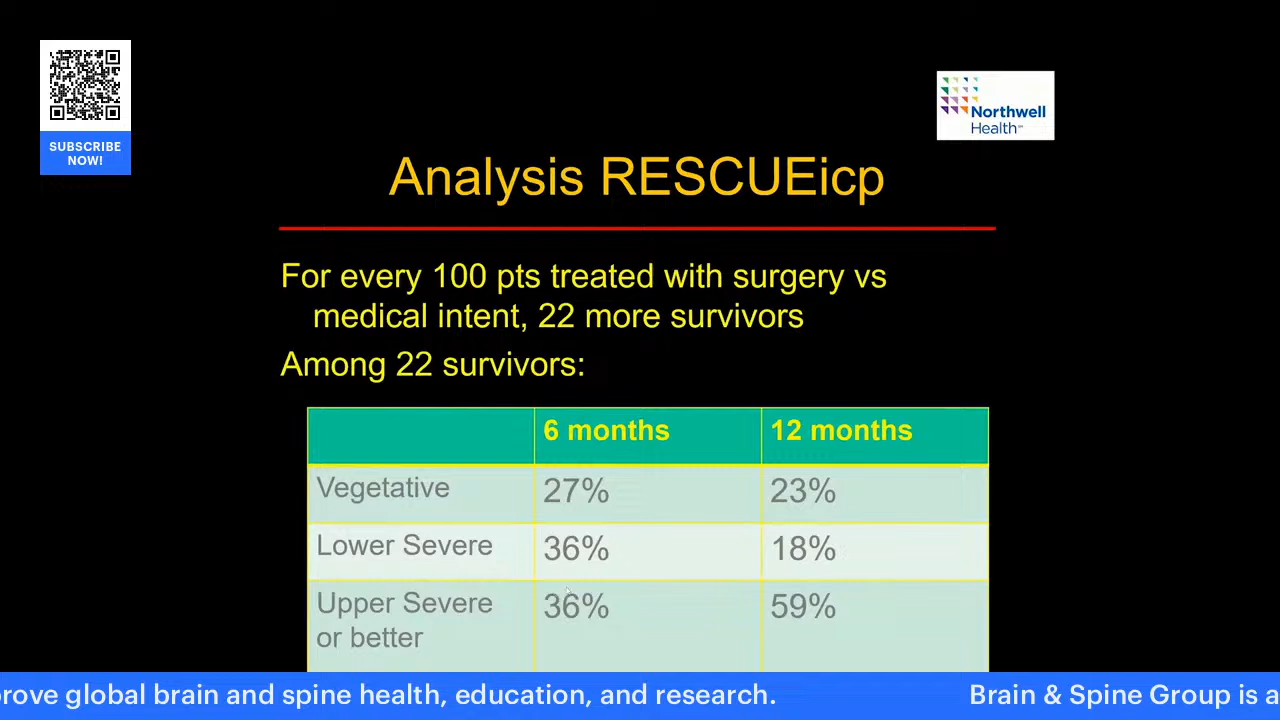 SUBSCRIBE
NOW!
Northwell
Health℠
Analysis RESCUEicp
For every 100 pts treated with surgery vs
medical intent, 22 more survivors
Among 22 survivors:
6 months 12 months
Vegetative 27% 23%
Lower Severe 36% 18%
Upper Severe 36% 59%
or better
rove global brain and spine health, education, and research. Brain & Spine Group is a